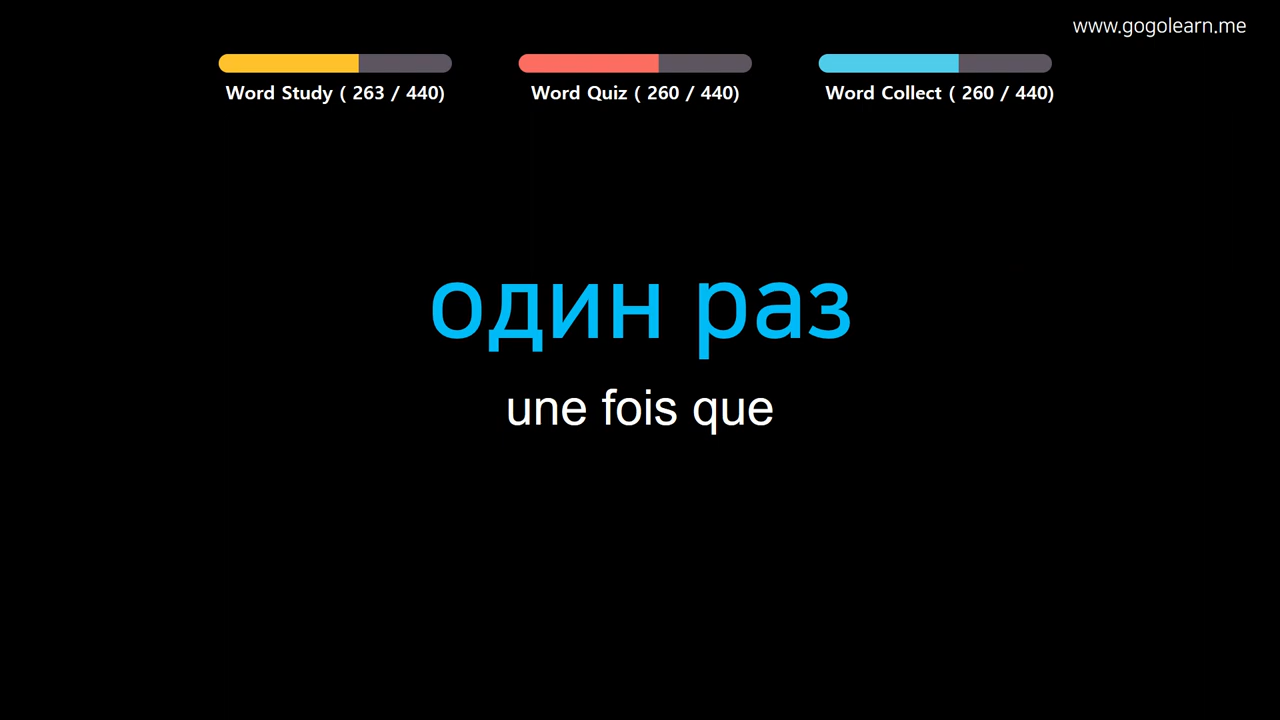 www.gogolearn.me
Word Study ( 263 / 440)
Word Quiz ( 260 / 440)
Word Collect ( 260 / 440)
один раз
une fois que